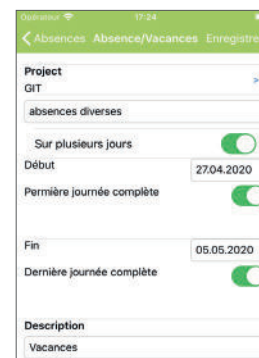 Opérateur 17:24
Absences Absence/Vacances Enregistre
Project
GIT
absences diverses
Sur plusieurs jours
Début 27.04.2020
Permière journée complète
Fin 05.05.2020
Dernière journée complète
Description
Vacances